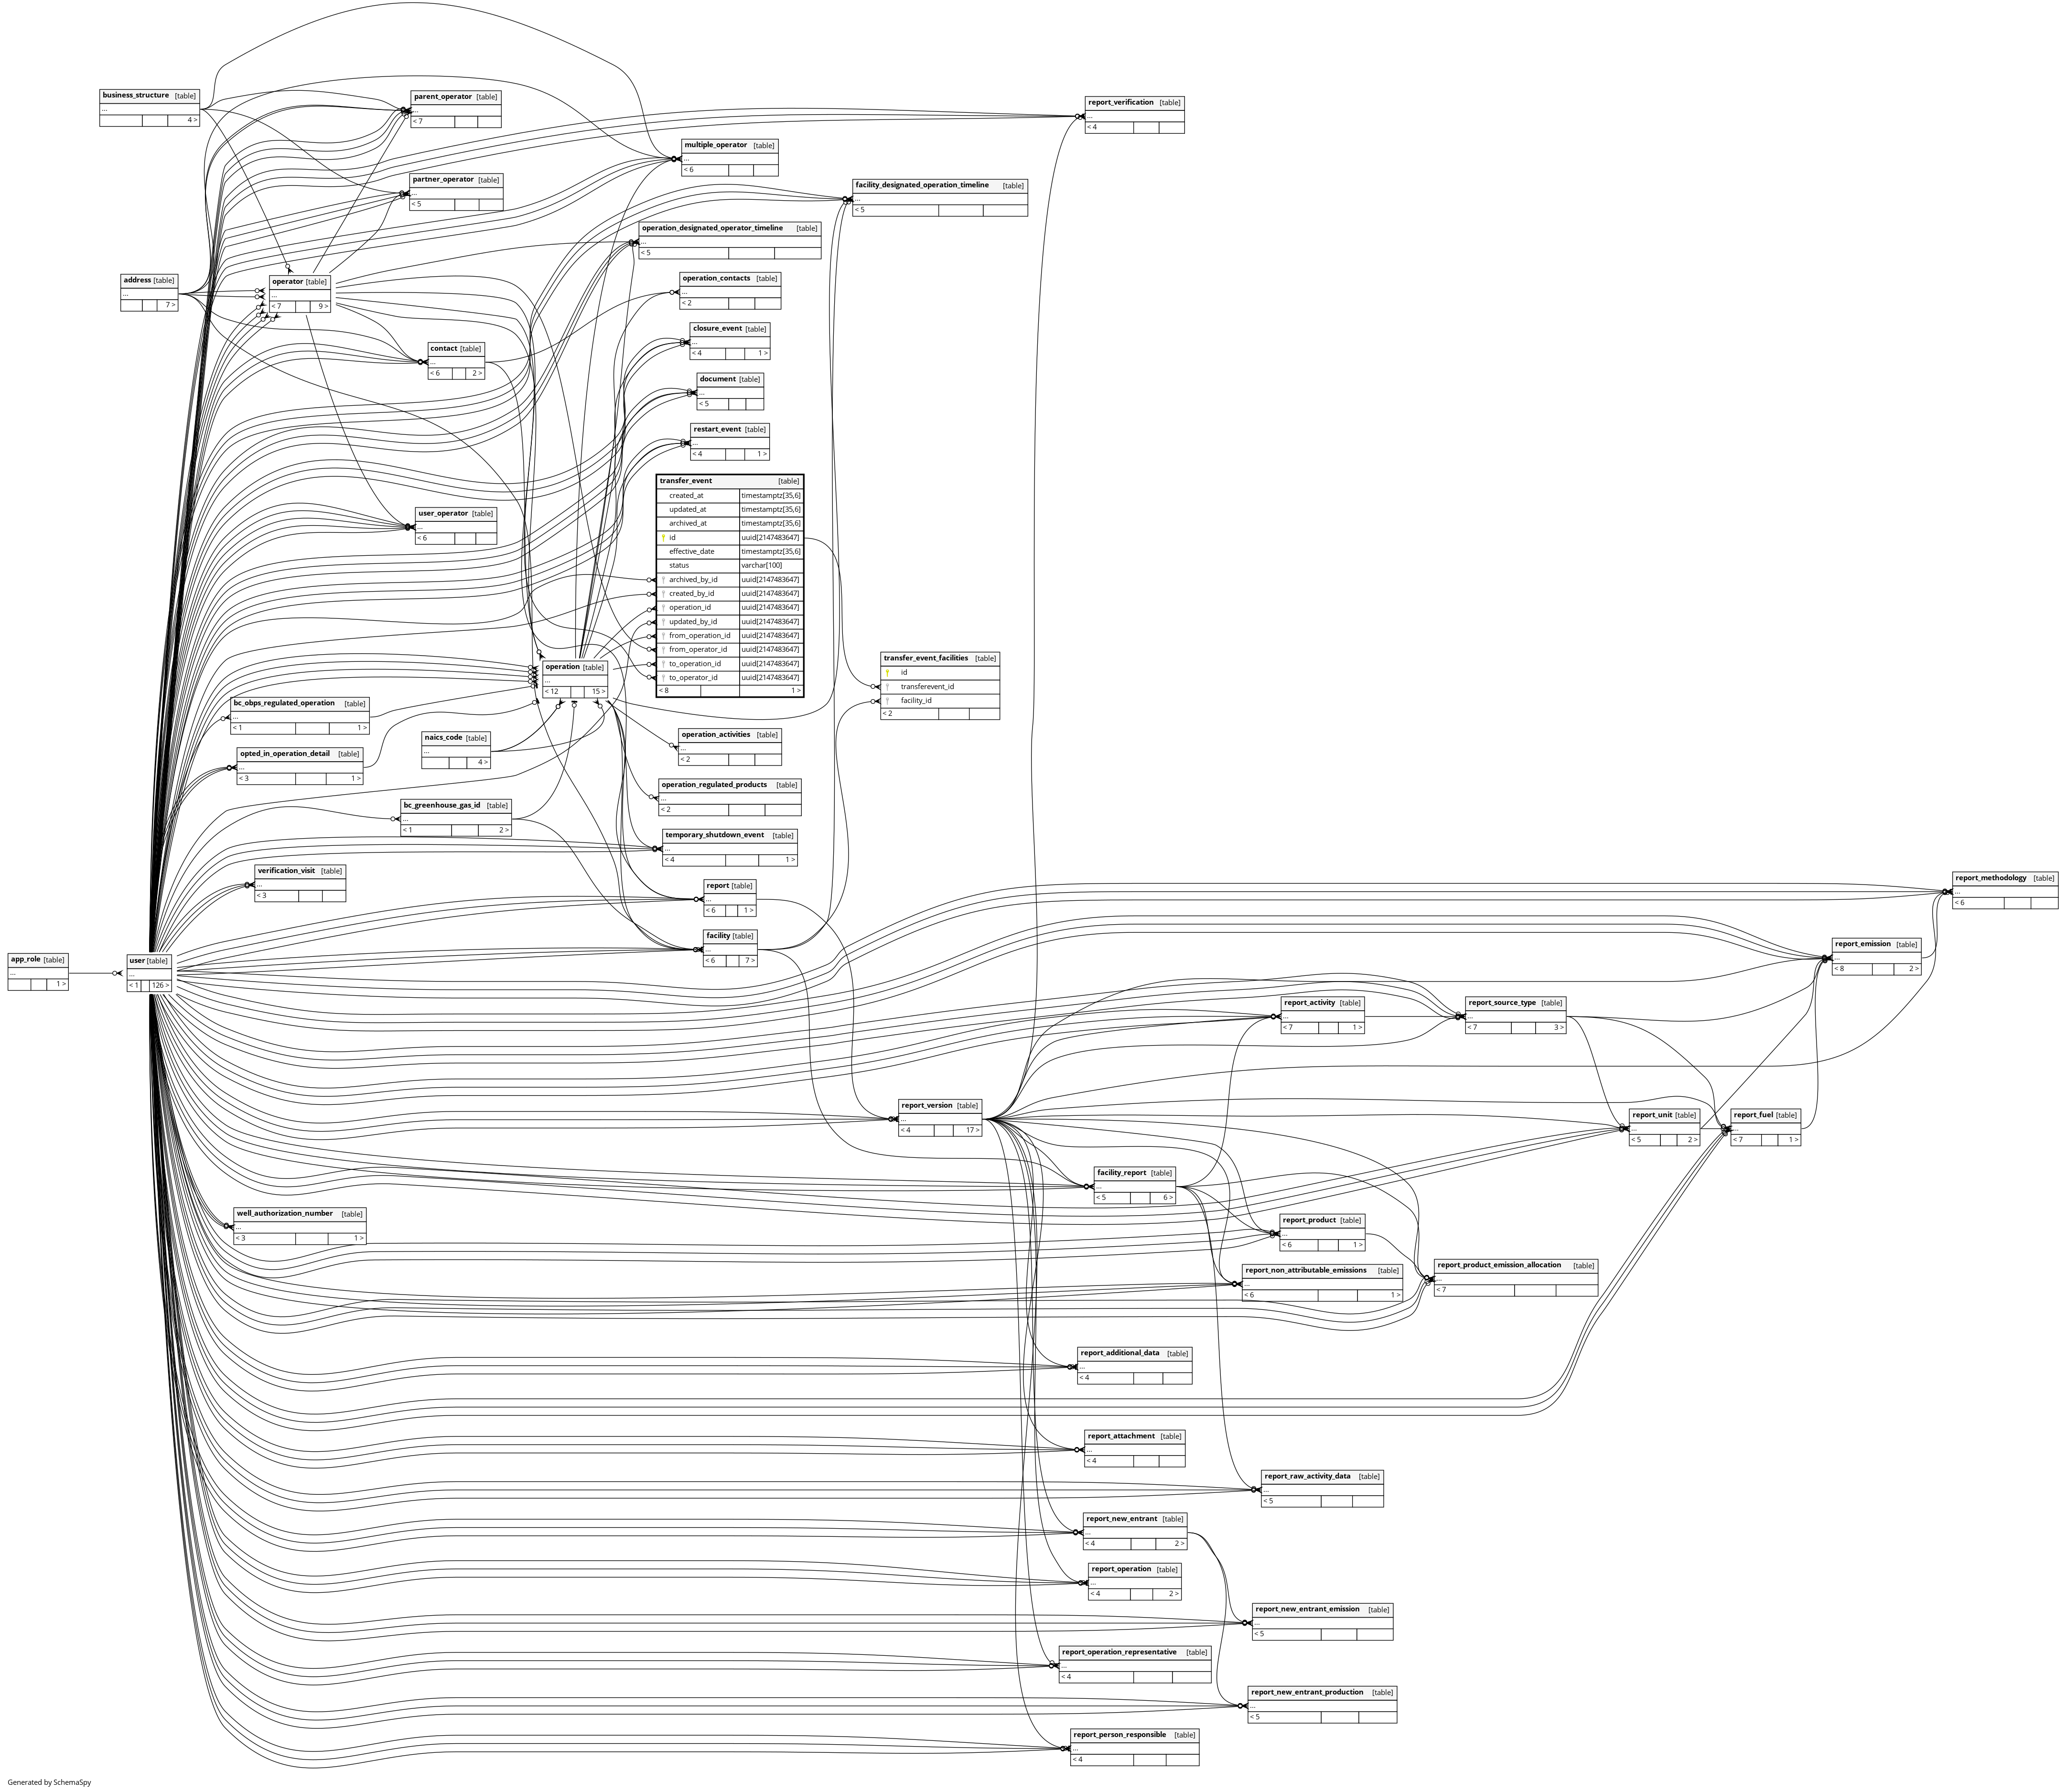 business_structure [table]
...
4 >
parent_operator [table]
...
< 7
report_verification [table]
...
< 4
multiple_operator [table]
...
< 6
partner_operator [table]
...
< 5
facility_designated_operation_timeline [table]
...
< 5
operation_designated_operator_timeline [table]
...
< 5
address [table]
...
7 >
operator [table]
...
< 7 9 >
operation_contacts [table]
...
< 2
closure_event [table]
...
< 4 1 >
contact [table]
...
< 6 2 >
document [table]
...
< 5
restart_event [table]
...
< 4 1 >
transfer_event [table]
created_at timestamptz[35,6]
updated_at timestamptz[35,6]
archived_at timestamptz[35,6]
id uuid[2147483647]
effective_date timestamptz[35,6]
status varchar[100]
archived_by_id uuid[2147483647]
created_by_id uuid[2147483647]
operation_id uuid[2147483647]
updated_by_id uuid[2147483647]
from_operation_id uuid[2147483647]
from_operator_id uuid[2147483647]
to_operation_id uuid[2147483647]
to_operator_id uuid[2147483647]
< 8 1 >
user_operator [table]
...
< 6
transfer_event_facilities [table]
id
transferevent_id
facility_id
< 2
operation [table]
...
< 12 15 >
bc_obps_regulated_operation [table]
...
< 1 1 >
naics_code [table]
...
4 >
operation_activities [table]
...
< 2
opted_in_operation_detail [table]
...
< 3 1 >
operation_regulated_products [table]
...
< 2
bc_greenhouse_gas_id [table]
...
< 1 2 >
temporary_shutdown_event [table]
...
< 4 1 >
verification_visit [table]
...
< 3
report [table]
...
< 6 1 >
report_methodology [table]
...
< 6
facility [table]
...
< 6 7 >
report_emission [table]
...
< 8 2 >
app_role [table]
...
1 >
user [table]
...
< 1 126 >
report_activity [table]
...
< 7 1 >
report_source_type [table]
...
< 7 3 >
report_version [table]
...
< 4 17 >
report_unit [table]
...
< 5 2 >
report_fuel [table]
...
< 7 1 >
facility_report [table]
...
< 5 6 >
well_authorization_number [table]
...
< 3 1 >
report_product [table]
...
< 6 1 >
report_non_attributable_emissions [table]
...
< 6 1 >
report_product_emission_allocation [table]
...
< 7
report_additional_data [table]
...
< 4
report_attachment [table]
...
< 4
report_raw_activity_data [table]
...
< 5
report_new_entrant [table]
...
< 4 2 >
report_operation [table]
...
< 4 2 >
report_new_entrant_emission [table]
...
< 5
report_operation_representative [table]
...
< 4
report_new_entrant_production [table]
...
< 5
report_person_responsible [table]
...
< 4
Generated by SchemaSpy